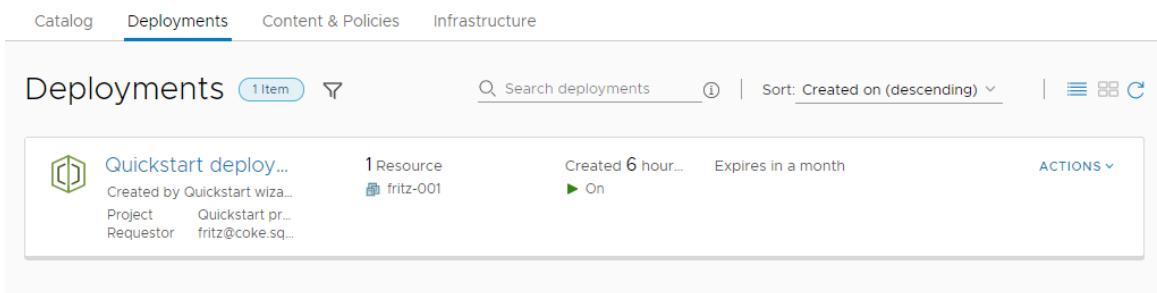 Catalog Deployments Content & Policies Infrastructure
Deployments 1 Item Search deployments Sort: Created on (descending)
Quickstart deploy... 1 Resource Created 6 hour... Expires in a month ACTIONS
Created by Quickstart wiza... fritz-001 On
Project Quickstart pr...
Requestor fritz@coke.sq...